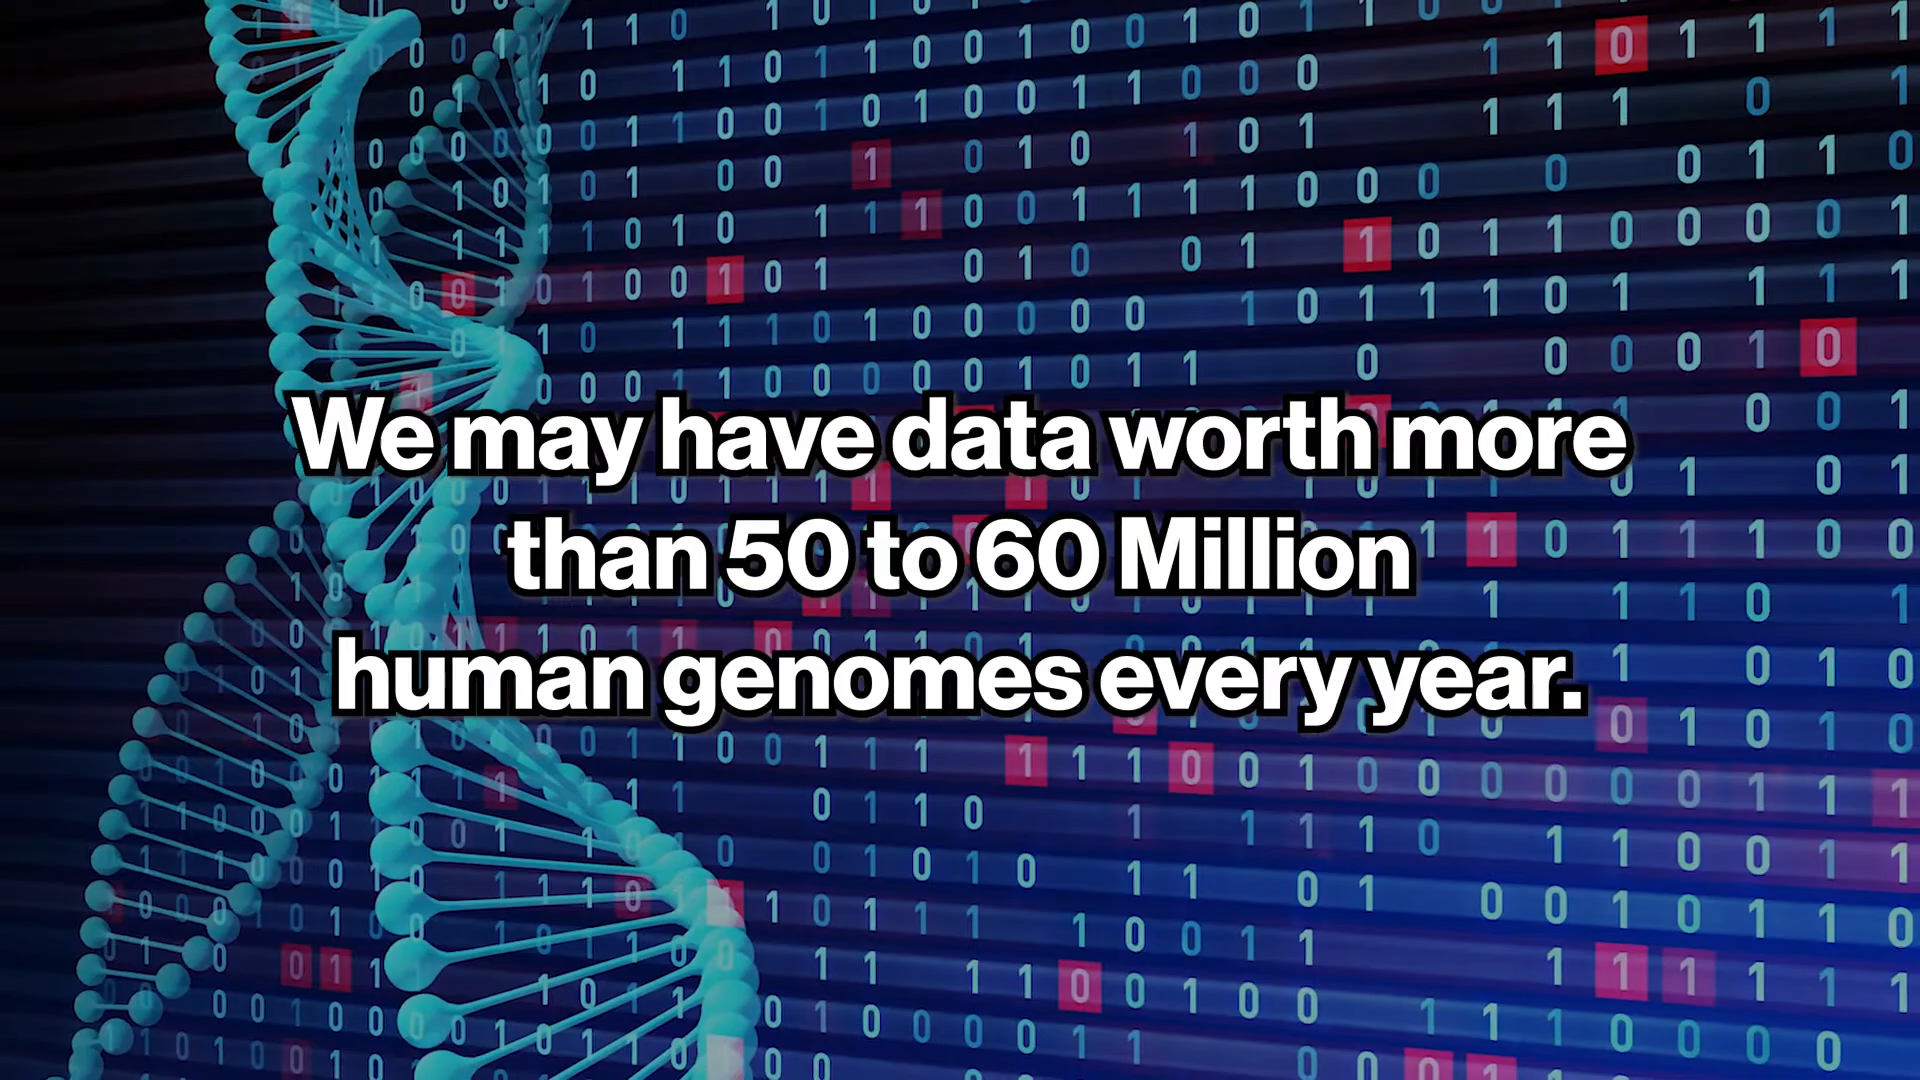 We may have data worth more
than 50 to 60 Million
human genomes every year.